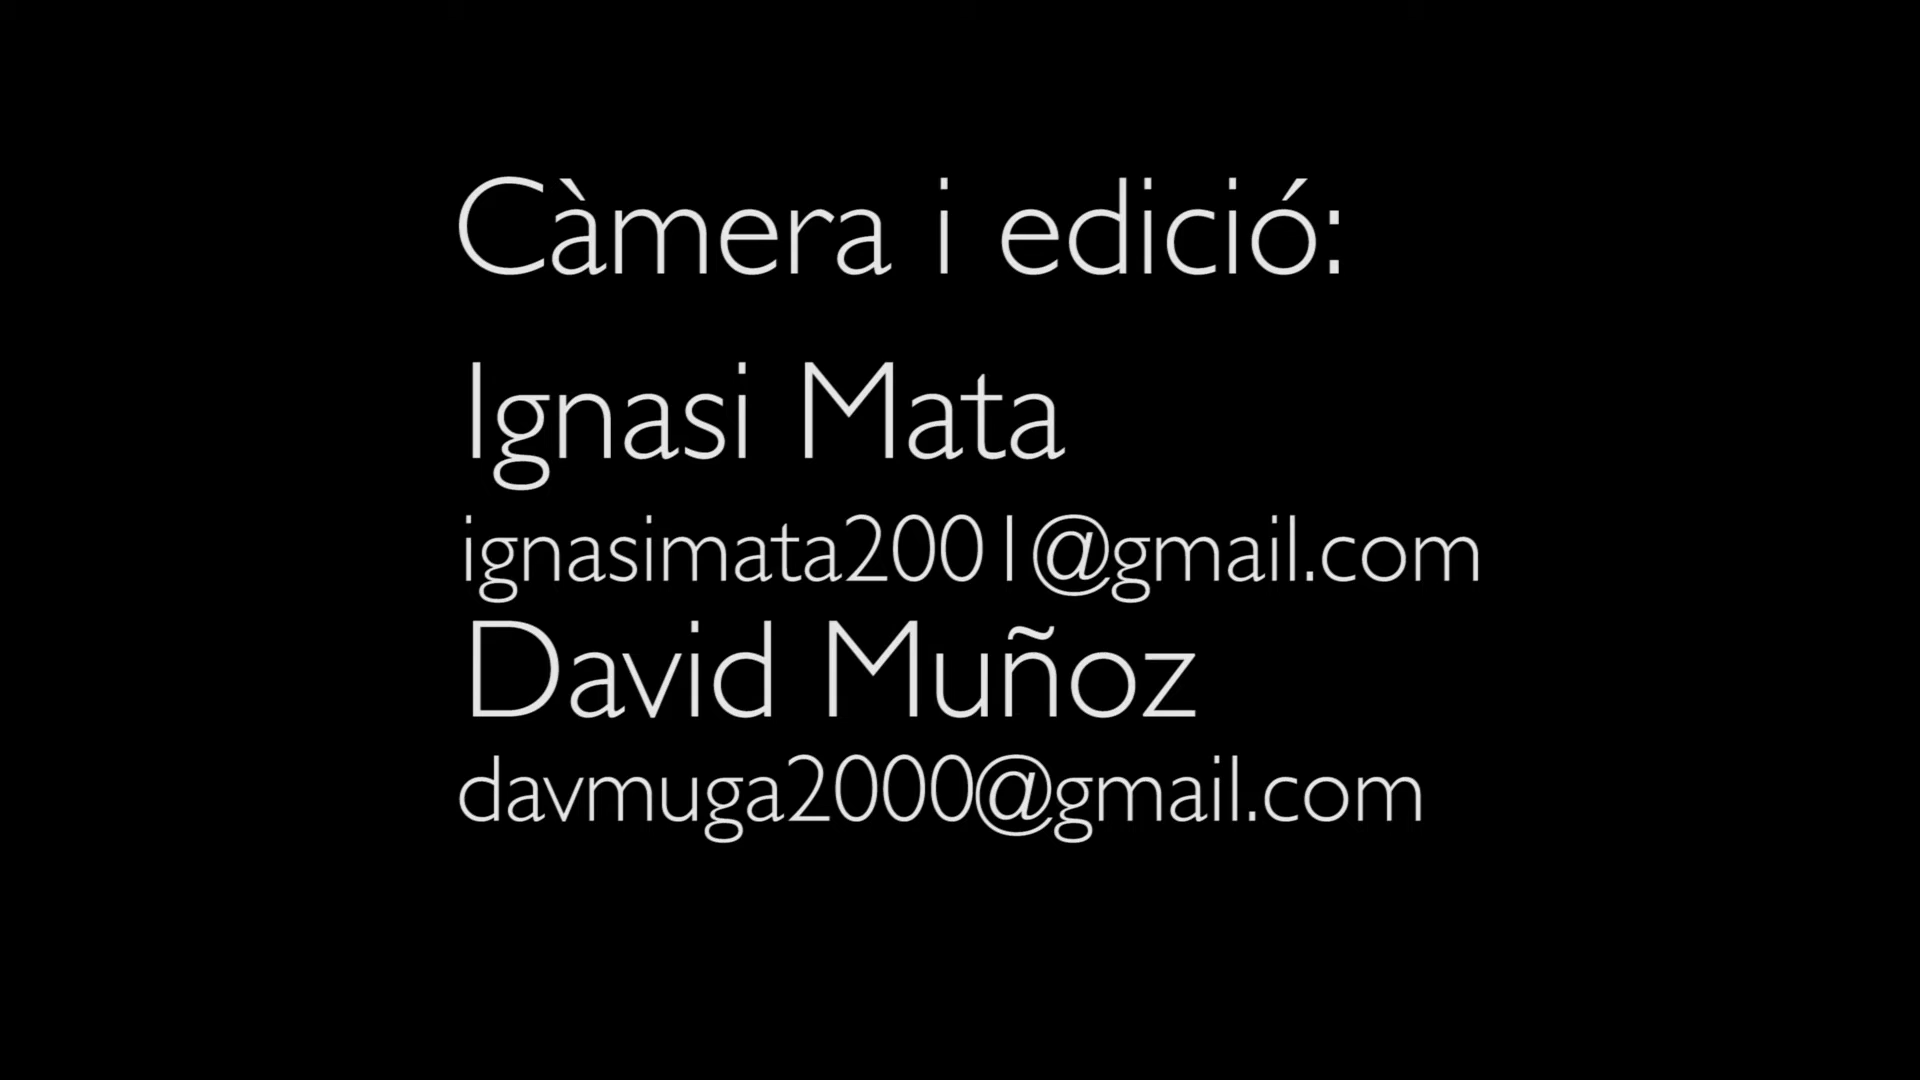 Càmera i edició:
Ignasi Mata
ignasimata2001@gmail.com
David Muñoz
davmuga2000@gmail.com